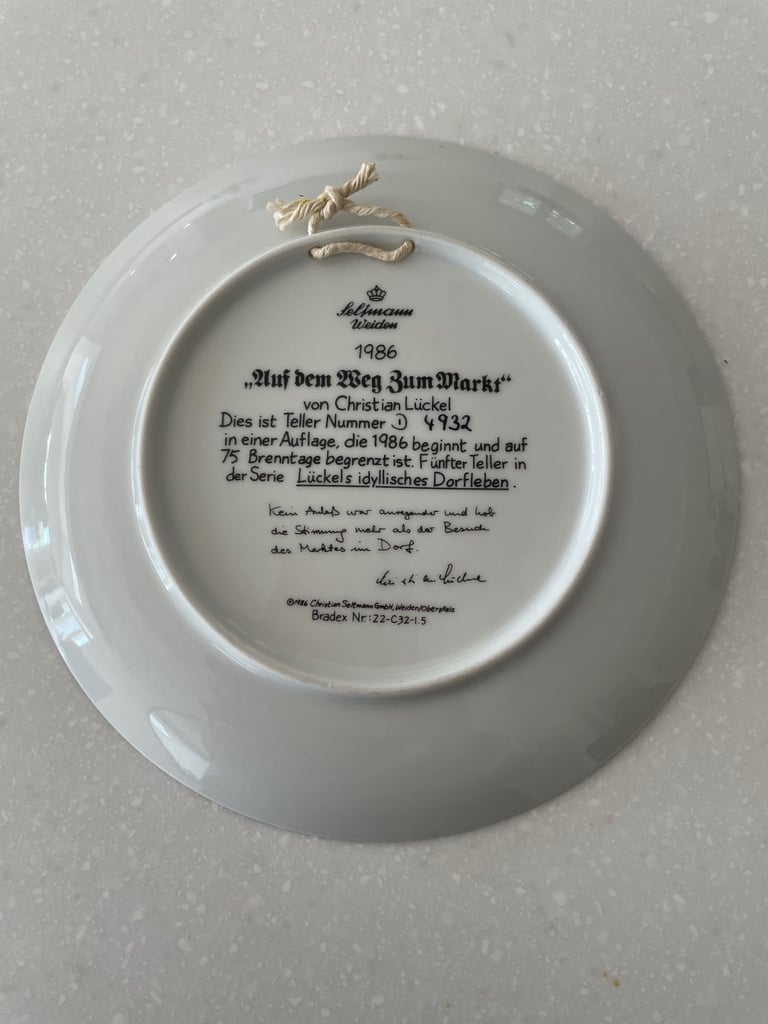 Seltmann
Weiden
1986
„Auf dem Weg Zum Markt“
von Christian Lückel
Dies ist Teller Nummer D 4932
in einer Auflage, die 1986 beginnt und auf
75 Brenntage begrenzt ist. Fünfter Teller in
der Serie Lückels idyllisches Dorfleben.
Kein Anlaß war anregender und hob
die Stimmung mehr als der Besuch
des Marktes im Dorf.
Christian Lückel
©1986 Christian Seltmann GmbH, Weiden/Oberpfalz
Bradex Nr.: 22-C32-1.5